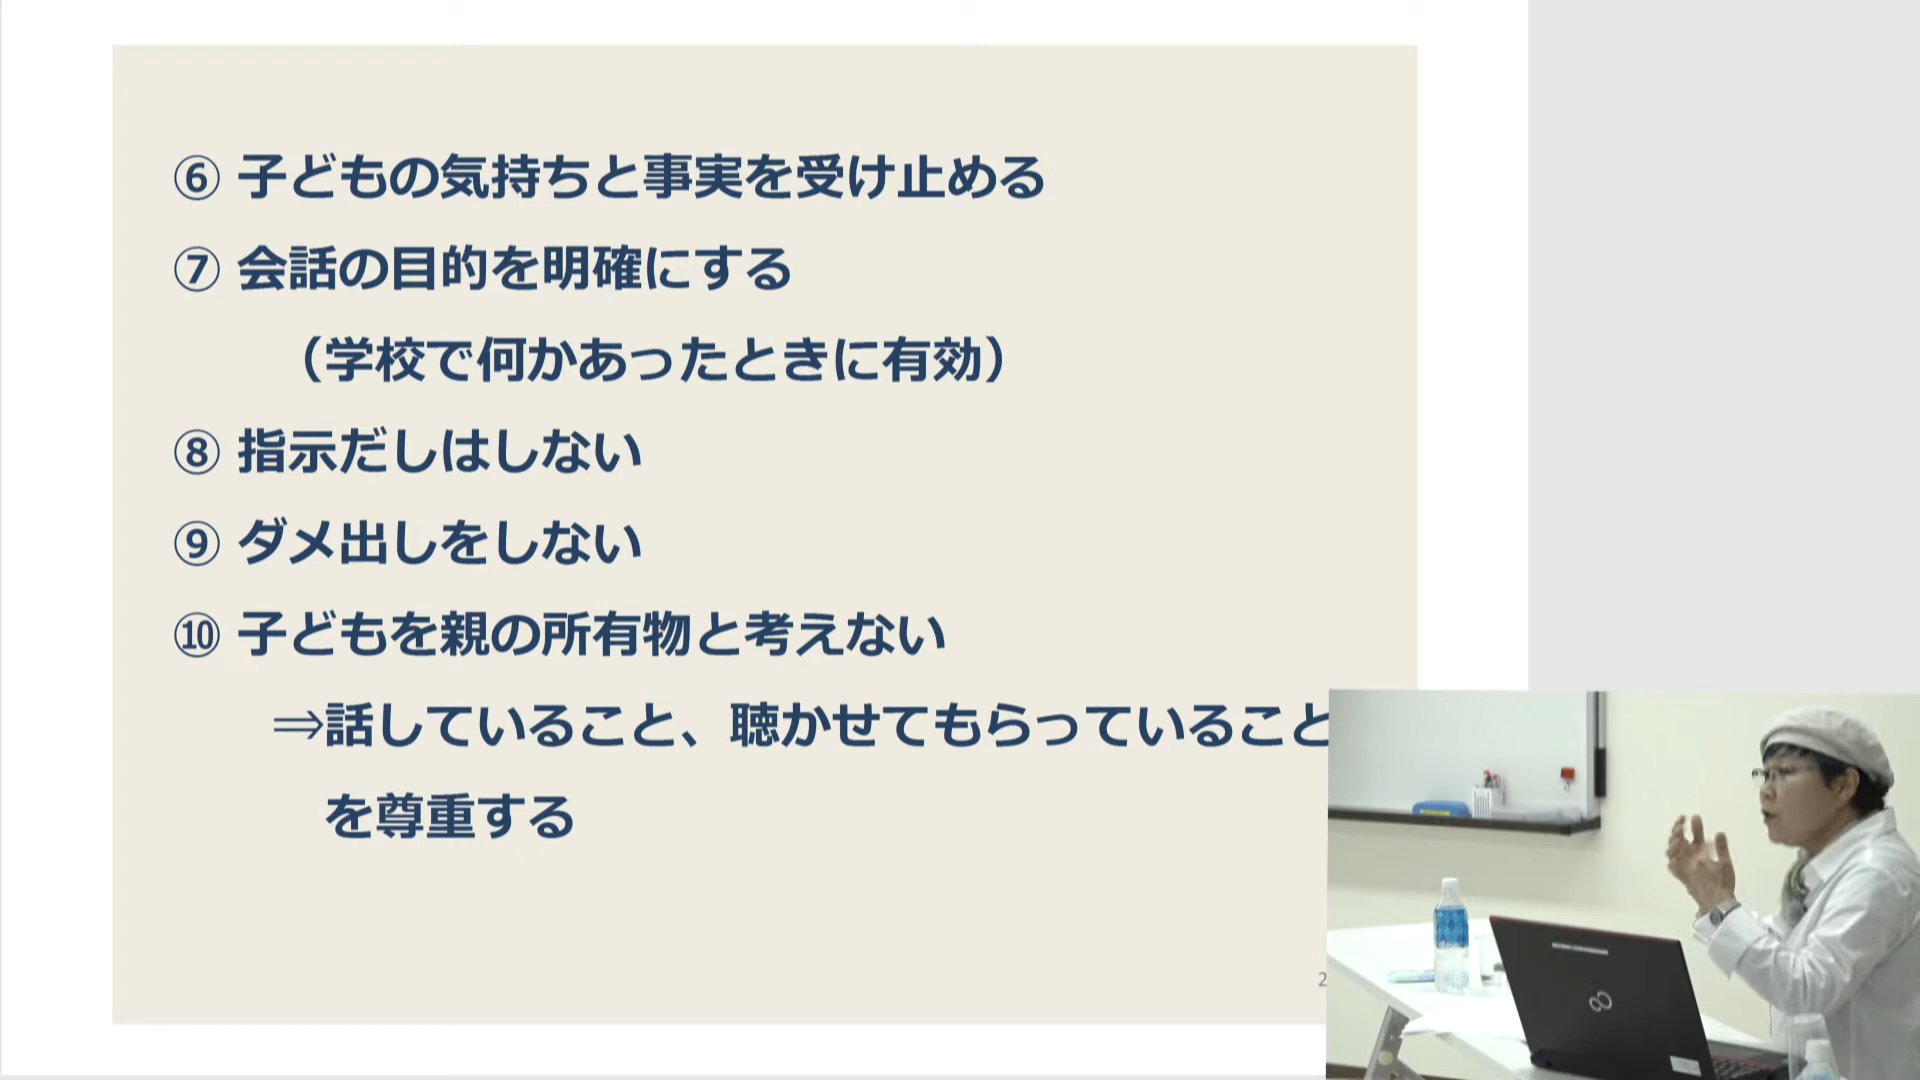 ⑥ 子どもの気持ちと事実を受け止める
⑦ 会話の目的を明確にする
（学校で何かあったときに有効）
⑧ 指示だしはしない
⑨ ダメ出しをしない
⑩ 子どもを親の所有物と考えない
⇒話していること、聴かせてもらっていること
を尊重する
2